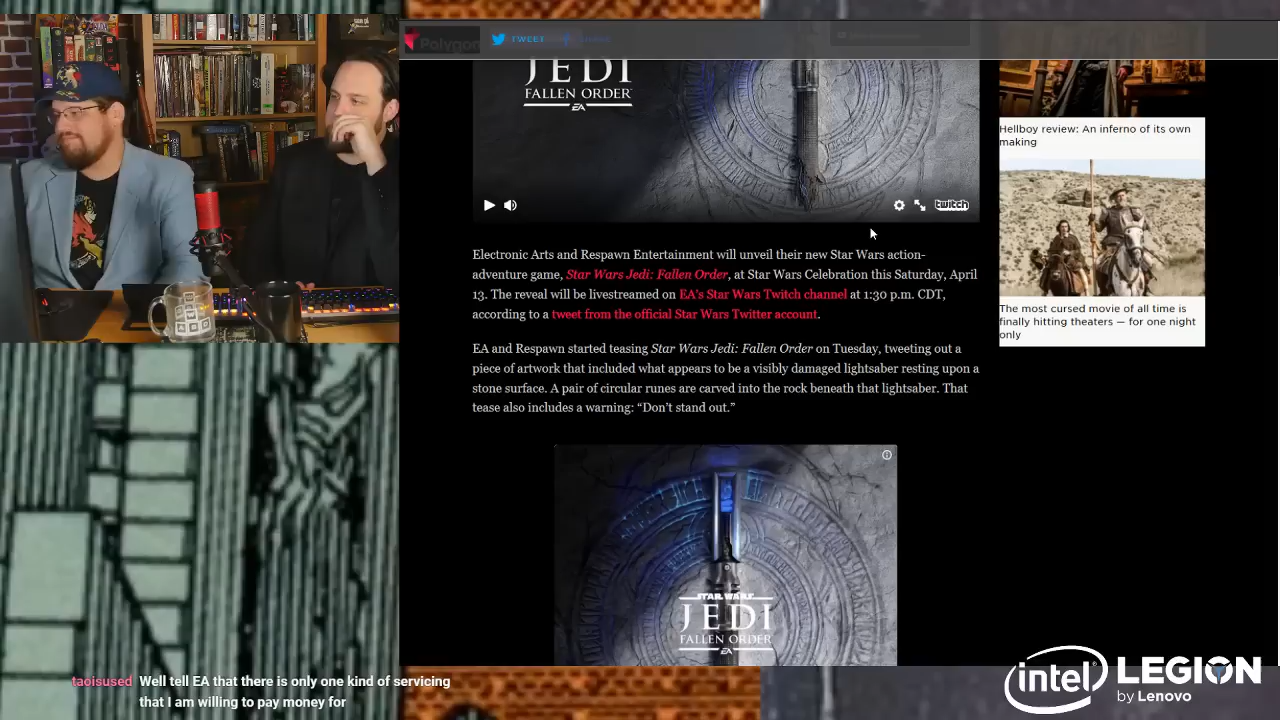 Polygon
TWEET
SHARE
JEDI
FALLEN ORDER
EA
twitch
Hellboy review: An inferno of its own
making
Electronic Arts and Respawn Entertainment will unveil their new Star Wars action-
adventure game, Star Wars Jedi: Fallen Order, at Star Wars Celebration this Saturday, April
13. The reveal will be livestreamed on EA's Star Wars Twitch channel at 1:30 p.m. CDT,
according to a tweet from the official Star Wars Twitter account.
The most cursed movie of all time is
finally hitting theaters — for one night
only
EA and Respawn started teasing Star Wars Jedi: Fallen Order on Tuesday, tweeting out a
piece of artwork that included what appears to be a visibly damaged lightsaber resting upon a
stone surface. A pair of circular runes are carved into the rock beneath that lightsaber. That
tease also includes a warning: “Don’t stand out.”
STAR WARS
JEDI
FALLEN ORDER
EA
taoisused Well tell EA that there is only one kind of servicing
that I am willing to pay money for
intel LEGION
by Lenovo